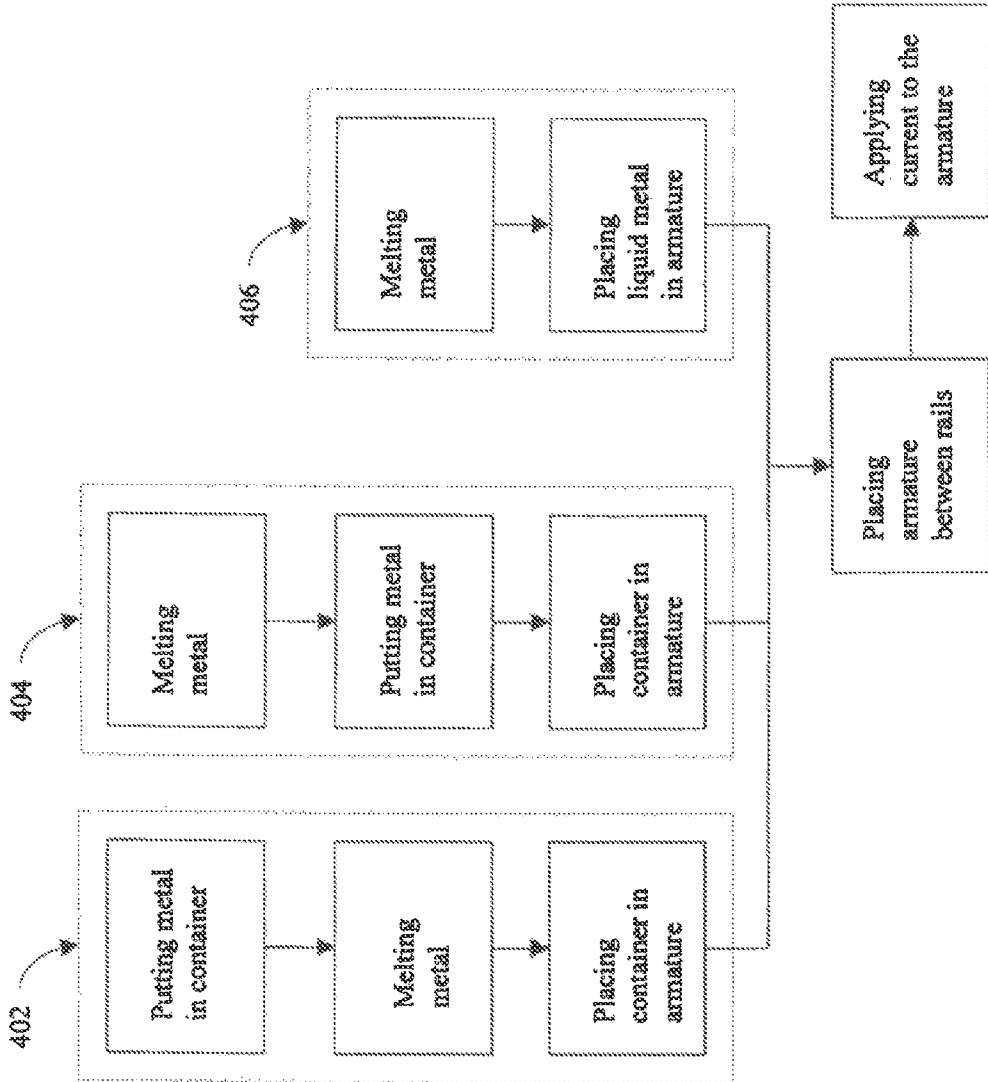 402
Putting metal
in container
Melting
metal
Placing
container in
armature
404
Melting
metal
Putting metal
in container
Placing
container in
armature
406
Melting
metal
Placing
liquid metal
in armature
Placing
armature
between rails
Applying
current to the
armature